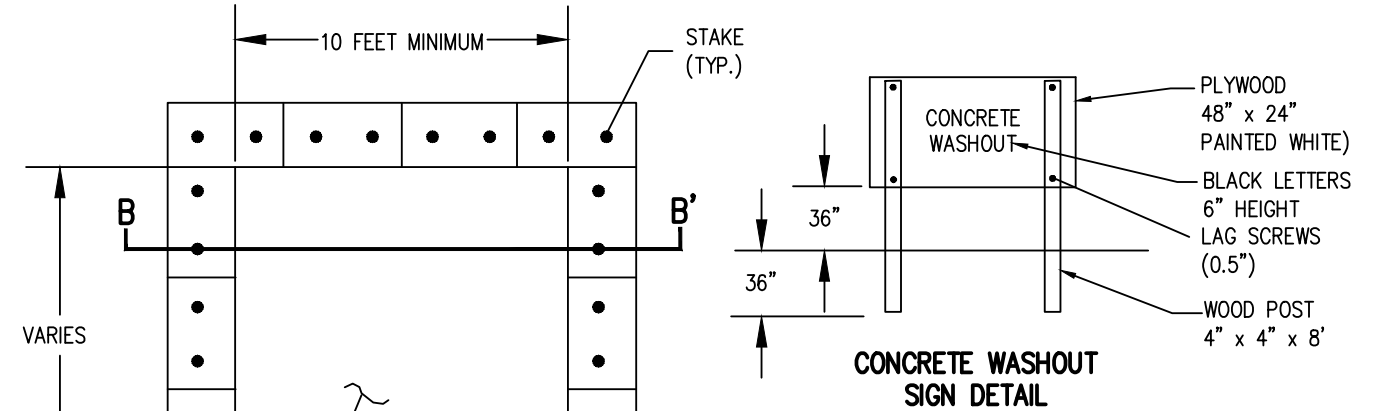 10 FEET MINIMUM
STAKE
(TYP.)
B
B'
VARIES
CONCRETE
WASHOUT
36"
36"
PLYWOOD
48" x 24"
PAINTED WHITE)
BLACK LETTERS
6" HEIGHT
LAG SCREWS
(0.5")
WOOD POST
4" x 4" x 8'
CONCRETE WASHOUT
SIGN DETAIL